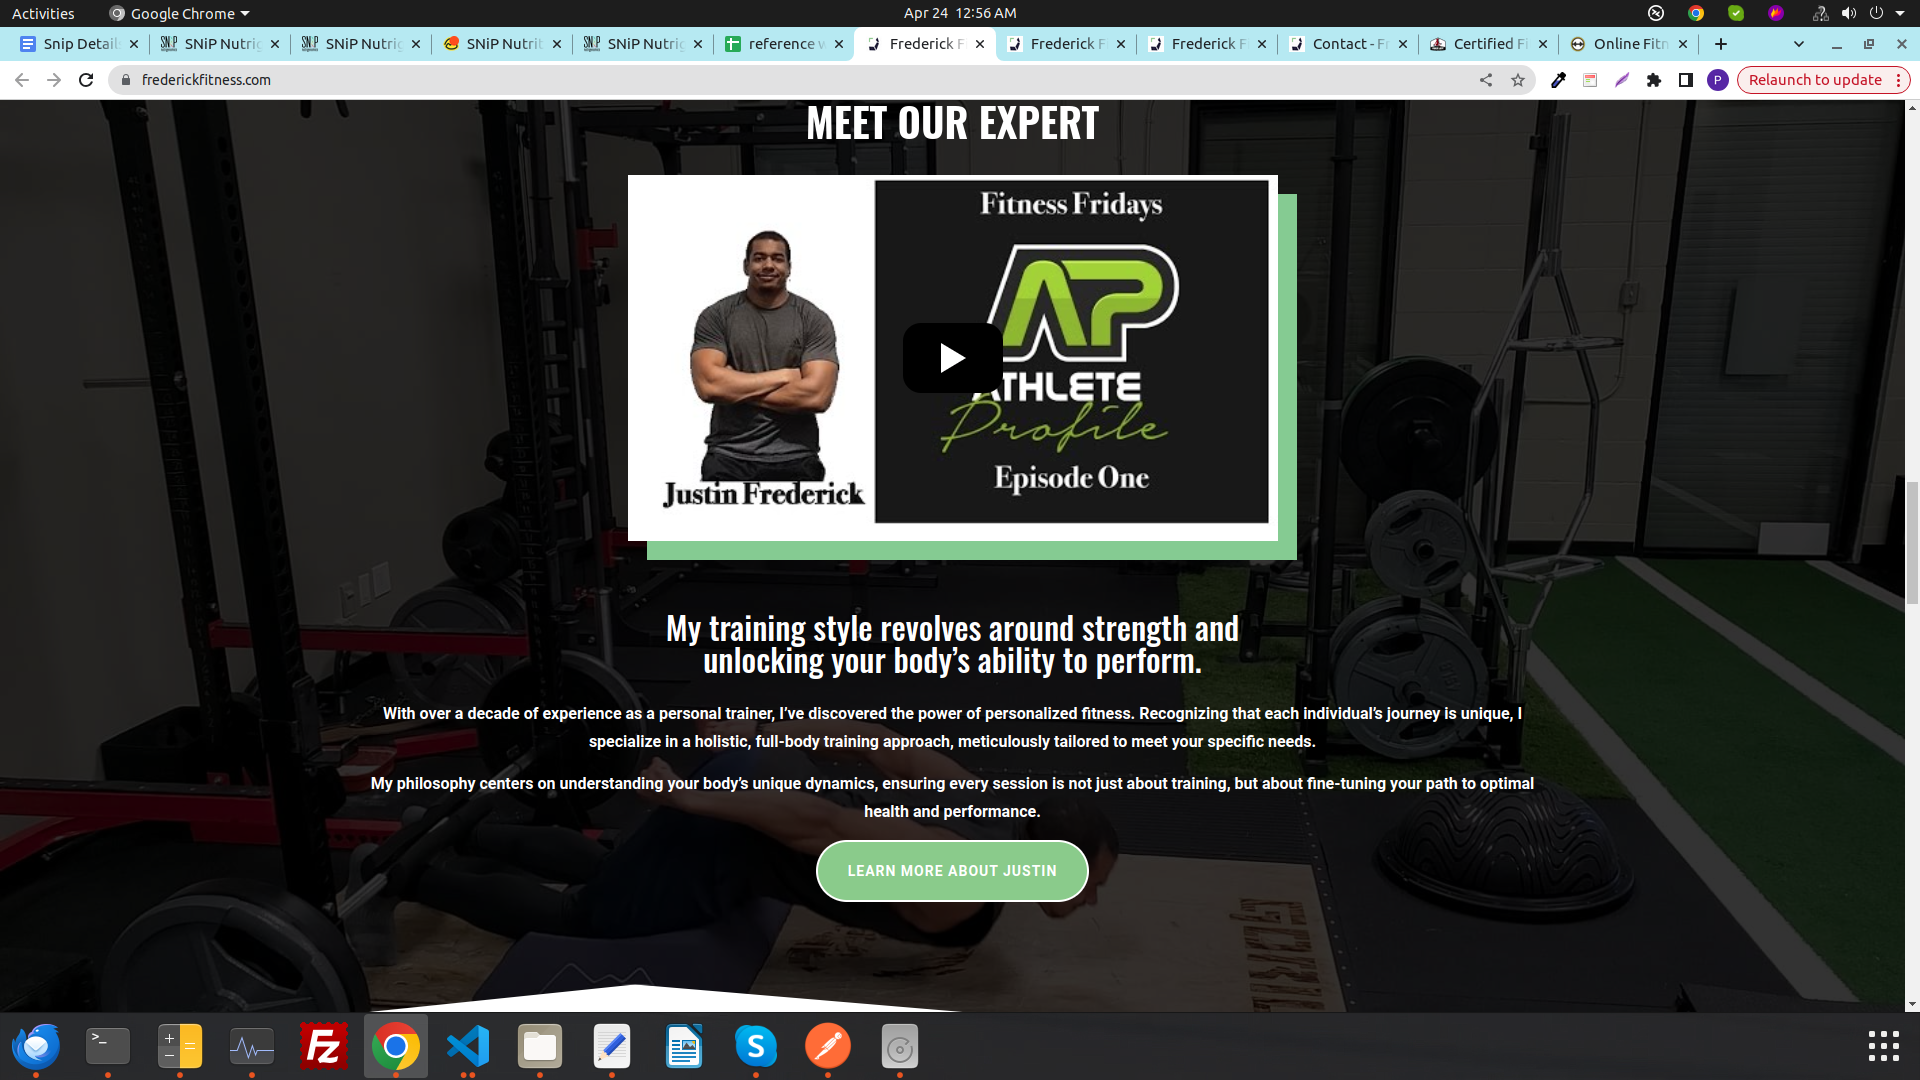 Activities
Google Chrome
Apr 24 12:56 AM
Snip Detail
SNiP Nutrig
SNiP Nutrig
SNiP Nutrit
SNiP Nutrig
reference w
Frederick F
Frederick F
Frederick F
Contact - Fr
Certified Fi
Online Fitn
frederickfitness.com
P
Relaunch to update
MEET OUR EXPERT
Fitness Fridays
AP
ATHLETE
Profile
Episode One
Justin Frederick
My training style revolves around strength and
unlocking your body’s ability to perform.
With over a decade of experience as a personal trainer, I’ve discovered the power of personalized fitness. Recognizing that each individual’s journey is unique, I
specialize in a holistic, full-body training approach, meticulously tailored to meet your specific needs.
My philosophy centers on understanding your body’s unique dynamics, ensuring every session is not just about training, but about fine-tuning your path to optimal
health and performance.
LEARN MORE ABOUT JUSTIN